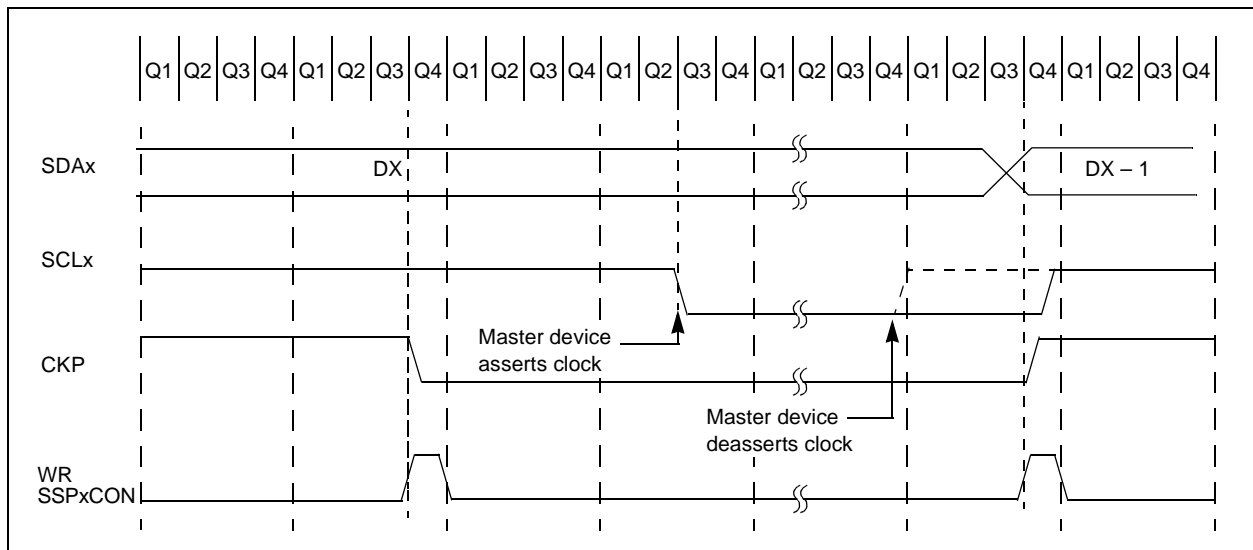 Q1 Q2 Q3 Q4 Q1 Q2 Q3 Q4 Q1 Q2 Q3 Q4 Q1 Q2 Q3 Q4 Q1 Q2 Q3 Q4 Q1 Q2 Q3 Q4 Q1 Q2 Q3 Q4
SDAx
DX
DX – 1
SCLx
Master device
asserts clock
CKP
Master device
deasserts clock
WR
SSPxCON